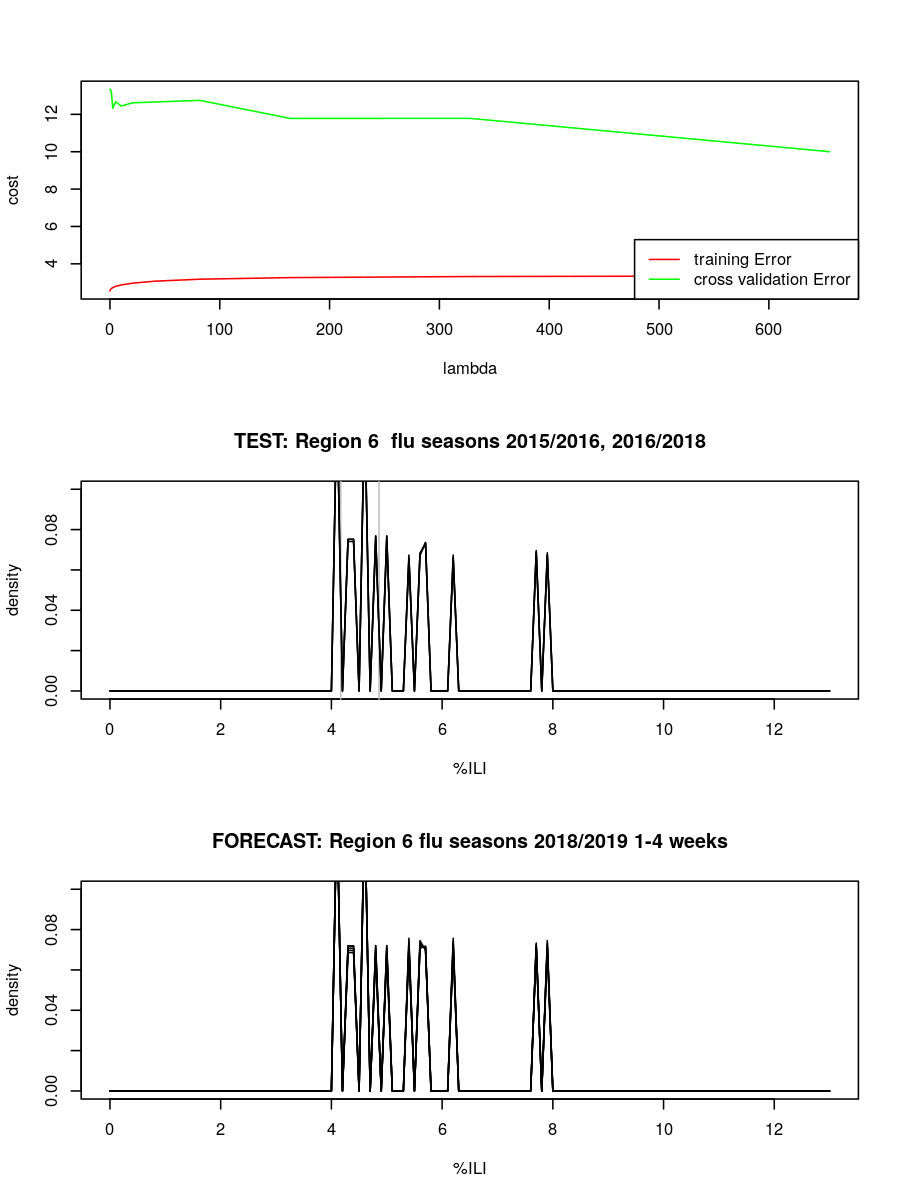 cost
4
6
8
10
12
training Error
cross validation Error
0 100 200 300 400 500 600
lambda
TEST: Region 6  flu seasons 2015/2016, 2016/2018
density
0.00
0.04
0.08
0 2 4 6 8 10 12
%ILI
FORECAST: Region 6 flu seasons 2018/2019 1-4 weeks
density
0.00
0.04
0.08
0 2 4 6 8 10 12
%ILI